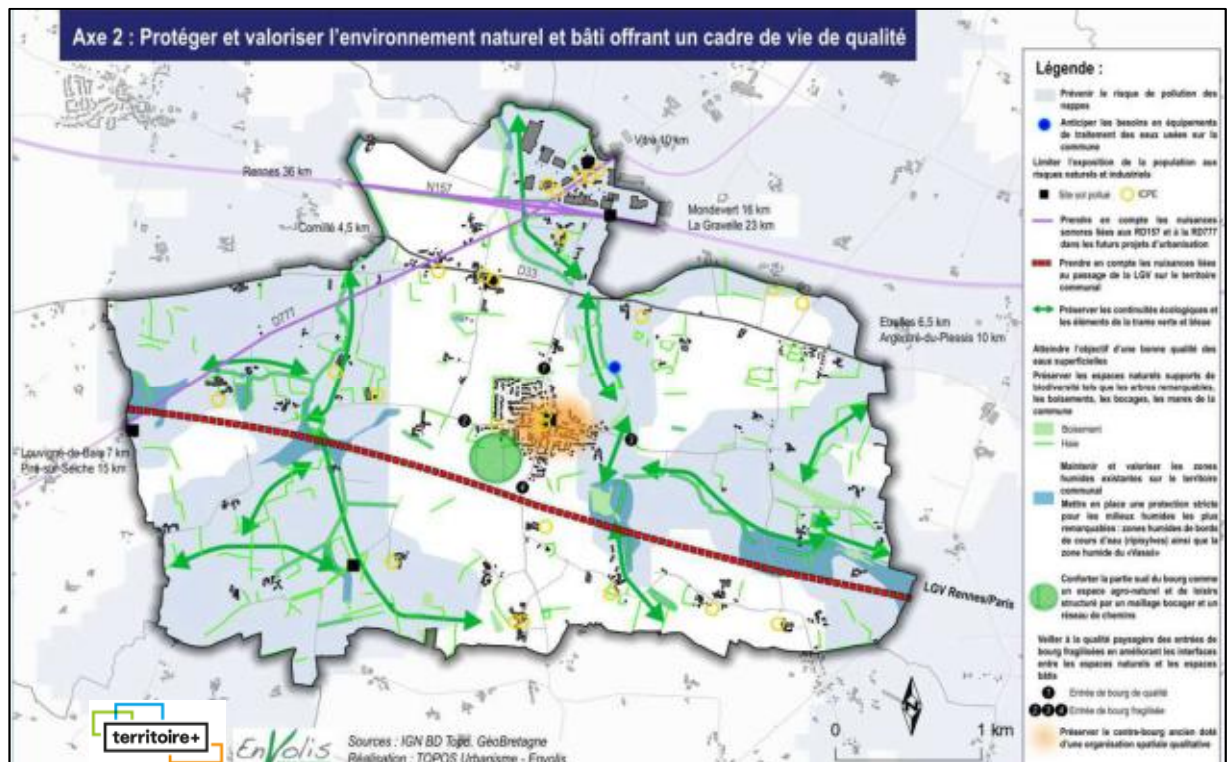 Axe 2 : Protéger et valoriser l'environnement naturel et bâti offrant un cadre de vie de qualité
Légende :
Prévenir le risque de pollution des
nappes
Anticiper les besoins en équipements
de traitement des eaux usées sur la
commune
Limiter l'exposition de la population aux
risques naturels et industriels
Site sol pollué
ICPE
Prendre en compte les nuisances
sonores liées aux RD157 et à la RD777
dans les futurs projets d'urbanisation
Prendre en compte les nuisances liées
au passage de la LGV sur le territoire
communal
Préserver les continuités écologiques et
les éléments de la trame verte et bleue
Atteindre l'objectif d'une bonne qualité des
eaux superficielles
Préserver les espaces naturels supports de
biodiversité tels que les arbres remarquables,
les boisements, les bocages, les mares de la
commune
Boisement
Haie
Maintenir et valoriser les zones
humides existantes sur le territoire
communal
Mettre en place une protection stricte
pour les milieux humides les plus
remarquables : zones humides de bords
de cours d'eau (ripisylves) ainsi que la
zone humide du
Conforter la partie sud du bourg comme
un espace agro-naturel et de loisirs
structuré par un maillage bocager et un
réseau de chemins
Veiller à la qualité paysagère des entrées de
bourg fragilisées en améliorant les interfaces
entre les espaces naturels et les espaces
bâtis
1 Entrée de bourg de qualité
2 3 4 Entrée de bourg fragilisée
Préserver le centre-bourg ancien doté
d'une organisation spatiale qualitative
Vitré 10 km
Rennes 36 km
N157
Mondevert 16 km
La Gravelle 23 km
Cornillé 4,5 km
D33
D777
Etrelles 6,5 km
Argentré-du-Plessis 10 km
Louvigné-de-Bais 7 km
Piré-sur-Seiche 15 km
LGV Rennes/Paris
0 1 km
territoire+
EnVolis
Sources : IGN BD Topo, GéoBretagne
Réalisation : TOPOS Urbanisme - Envolis